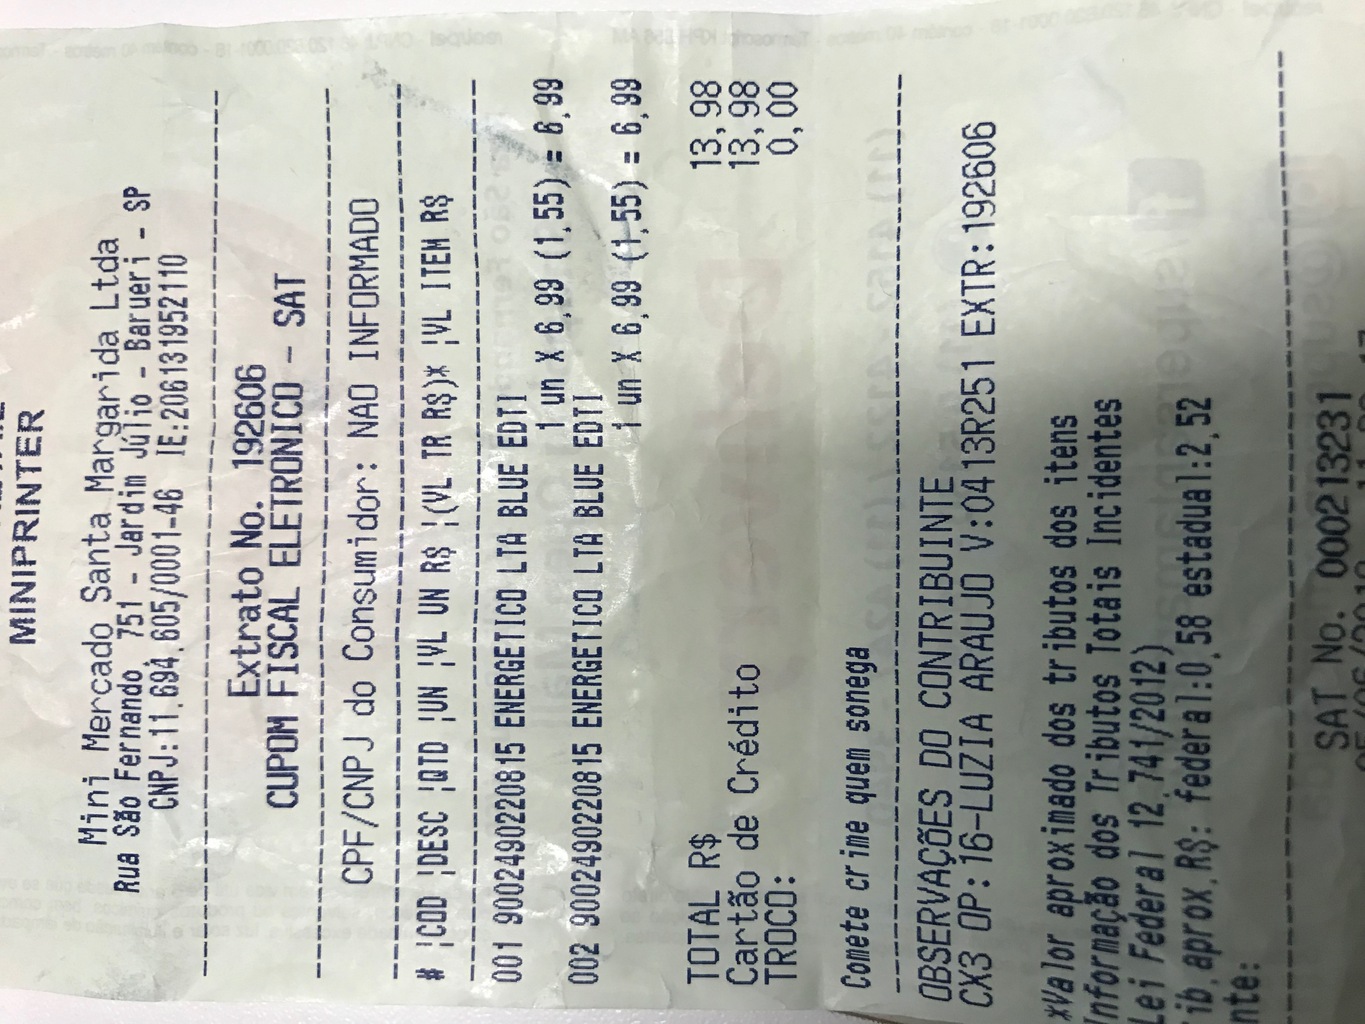 MINIPRINTER
Mini Mercado Santa Margarida Ltda
Rua São Fernando 751 - Jardim Júlio - Barueri - SP
CNPJ:11.694.605/0001-46 IE:206131952110
Extrato No. 192606
CUPOM FISCAL ELETRONICO - SAT
CPF/CNPJ do Consumidor: NAO INFORMADO
# |COD |DESC |QTD |UN |VL UN R$ |(VL TR R$)* |VL ITEM R$
001 9002490220815 ENERGETICO LTA BLUE EDTI
1 un X 6,99 (1,55) = 6,99
002 9002490220815 ENERGETICO LTA BLUE EDTI
1 un X 6,99 (1,55) = 6,99
TOTAL R$ 13,98
Cartão de Crédito 13,98
TROCO: 0,00
Comete crime quem sonega
OBSERVAÇÕES DO CONTRIBUINTE
CX3 OP:16-LUZIA ARAUJO V:0413R251 EXTR:192606
*Valor aproximado dos tributos dos itens
Informação dos Tributos Totais Incidentes
Lei Federal 12.741/2012)
ib.aprox.R$: federal:0,58 estadual:2,52
nte:
SAT No. 000213231